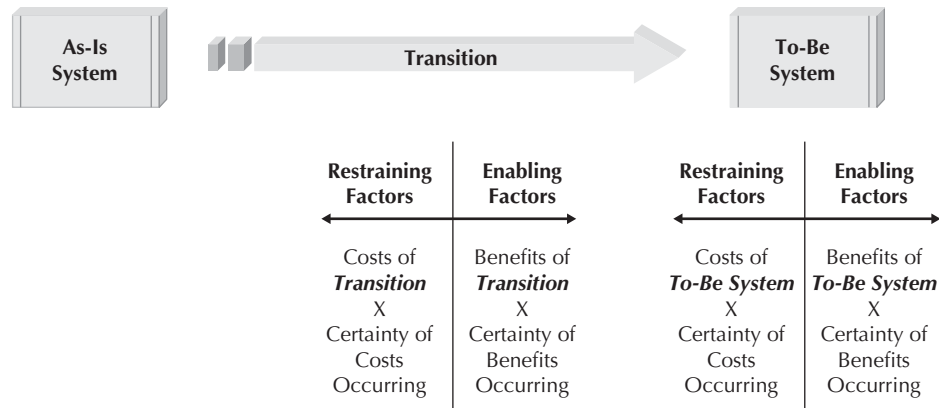 As-Is
System
Transition
To-Be
System
Restraining
Factors
Enabling
Factors
Costs of
Transition
X
Certainty of
Costs
Occurring
Benefits of
Transition
X
Certainty of
Benefits
Occurring
Restraining
Factors
Enabling
Factors
Costs of
To-Be System
X
Certainty of
Costs
Occurring
Benefits of
To-Be System
X
Certainty of
Benefits
Occurring